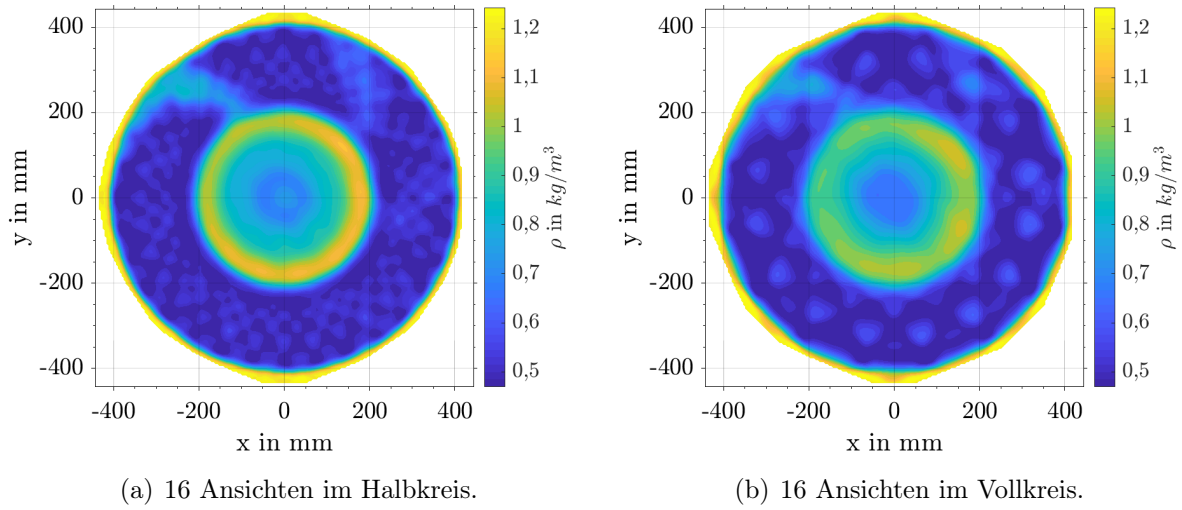 400
200
0
-200
-400
y in mm
-400 -200 0 200 400
x in mm
1,2
1,1
1
0,9
0,8
0,7
0,6
0,5
ρ in kg/m³
(a) 16 Ansichten im Halbkreis.
400
200
0
-200
-400
y in mm
-400 -200 0 200 400
x in mm
1,2
1,1
1
0,9
0,8
0,7
0,6
0,5
ρ in kg/m³
(b) 16 Ansichten im Vollkreis.